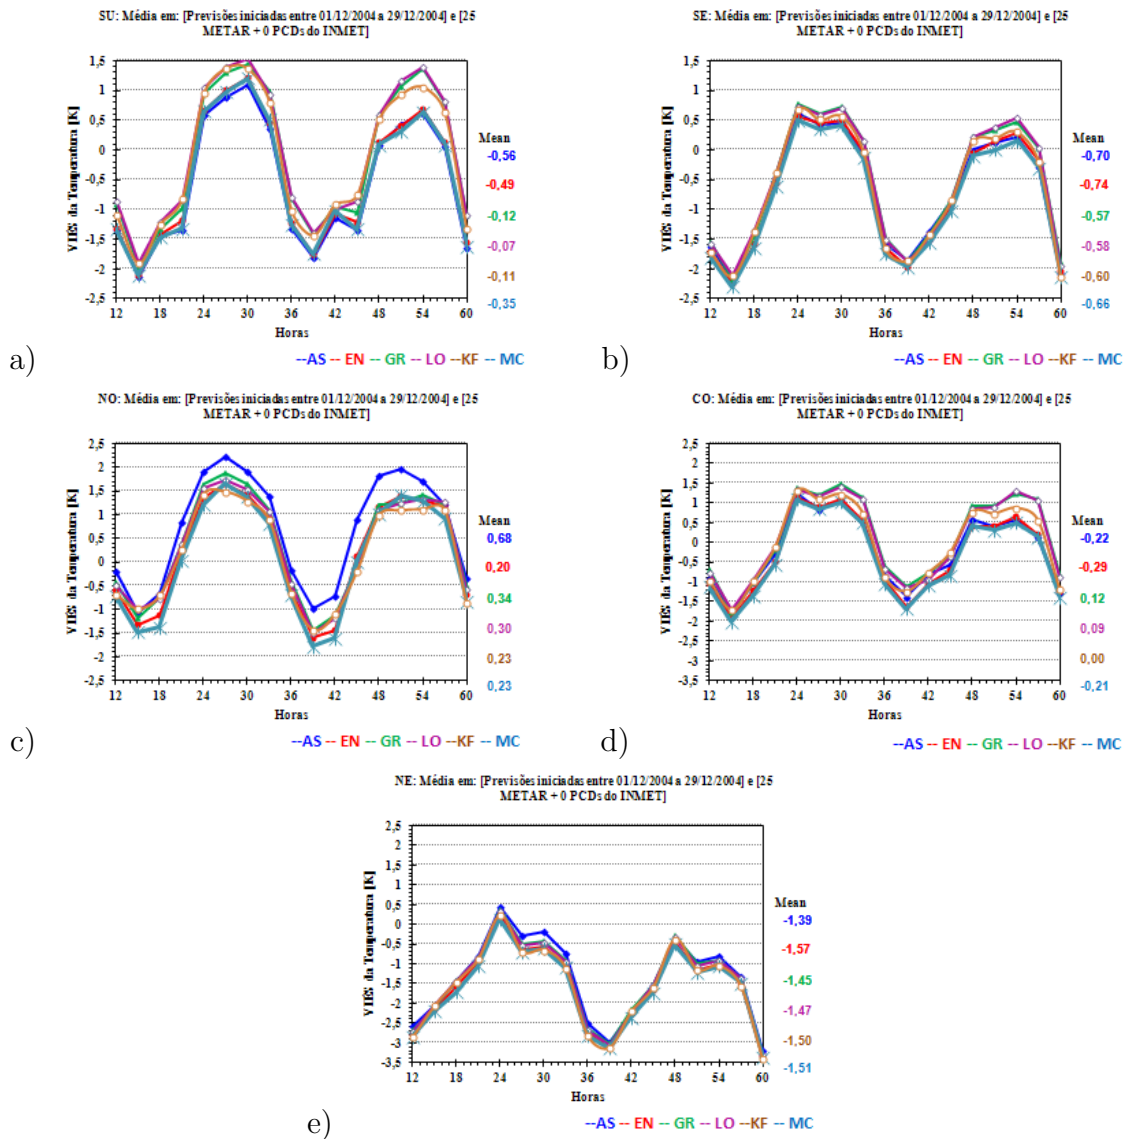 SU: Média em: [Previsões iniciadas entre 01/12/2004 a 29/12/2004] e [25
METAR + 0 PCDs do INMET]
VIÉS da Temperatura [K]
1,5
1
0,5
0
-0,5
-1
-1,5
-2
-2,5
12 18 24 30 36 42 48 54 60
Horas
Mean
-0,56
-0,49
-0,12
-0,07
-0,11
-0,35
--AS -- EN -- GR -- LO --KF -- MC
a)
SE: Média em: [Previsões iniciadas entre 01/12/2004 a 29/12/2004] e [25
METAR + 0 PCDs do INMET]
VIÉS da Temperatura [K]
1,5
1
0,5
0
-0,5
-1
-1,5
-2
-2,5
12 18 24 30 36 42 48 54 60
Horas
Mean
-0,70
-0,74
-0,57
-0,58
-0,60
-0,66
--AS -- EN -- GR -- LO --KF -- MC
b)
NO: Média em: [Previsões iniciadas entre 01/12/2004 a 29/12/2004] e [25
METAR + 0 PCDs do INMET]
VIÉS da Temperatura [K]
2,5
2
1,5
1
0,5
0
-0,5
-1
-1,5
-2
-2,5
12 18 24 30 36 42 48 54 60
Horas
Mean
0,68
0,20
0,34
0,30
0,23
0,23
--AS -- EN -- GR -- LO --KF -- MC
c)
CO: Média em: [Previsões iniciadas entre 01/12/2004 a 29/12/2004] e [25
METAR + 0 PCDs do INMET]
VIÉS da Temperatura [K]
2,5
2
1,5
1
0,5
0
-0,5
-1
-1,5
-2
-2,5
-3
-3,5
12 18 24 30 36 42 48 54 60
Horas
Mean
-0,22
-0,29
0,12
0,09
0,00
-0,21
--AS -- EN -- GR -- LO --KF -- MC
d)
NE: Média em: [Previsões iniciadas entre 01/12/2004 a 29/12/2004] e [25
METAR + 0 PCDs do INMET]
VIÉS da Temperatura [K]
2,5
2
1,5
1
0,5
0
-0,5
-1
-1,5
-2
-2,5
-3
-3,5
12 18 24 30 36 42 48 54 60
Horas
Mean
-1,39
-1,57
-1,45
-1,47
-1,50
-1,51
--AS -- EN -- GR -- LO --KF -- MC
e)